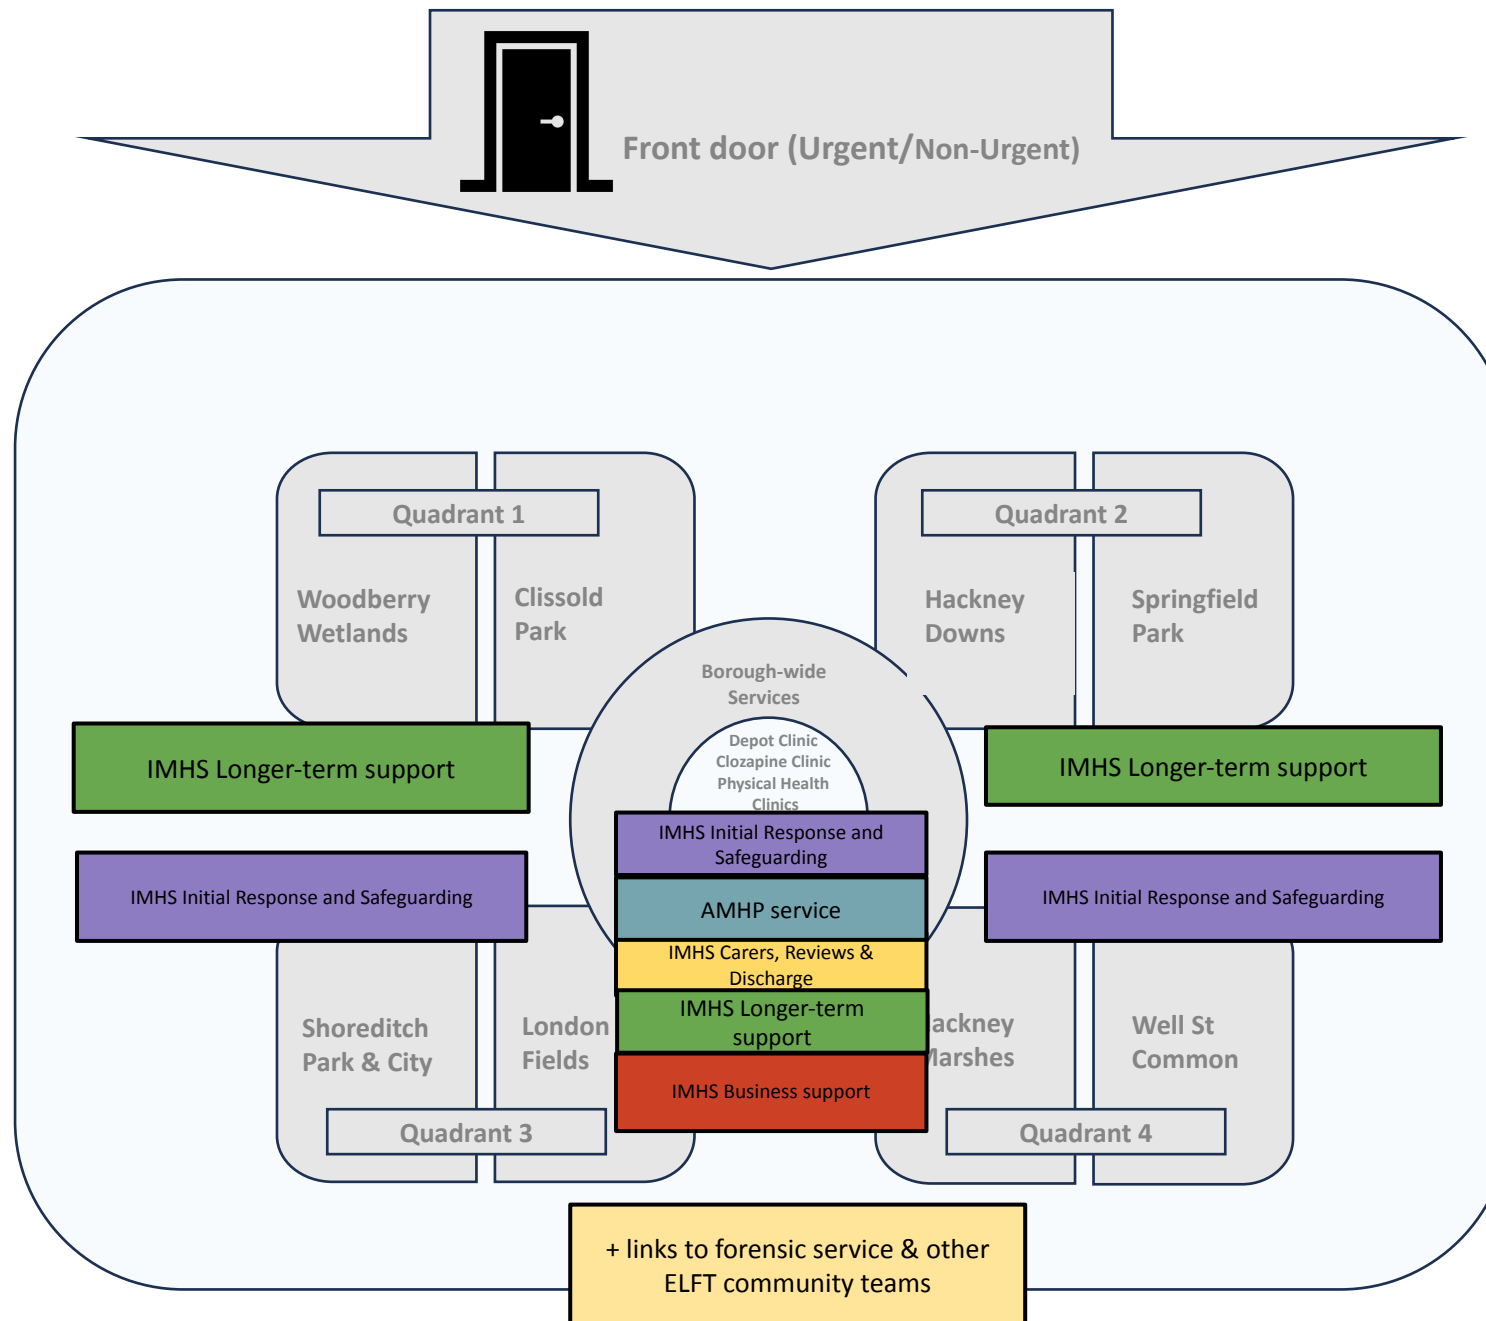 Front door (Urgent/Non-Urgent)
Quadrant 1
Woodberry
Wetlands
Clissold
Park
Quadrant 2
Hackney
Downs
Springfield
Park
Borough-wide
Services
Depot Clinic
Clozapine Clinic
Physical Health
Clinics
IMHS Longer-term support
IMHS Longer-term support
IMHS Initial Response and Safeguarding
IMHS Initial Response and
Safeguarding
AMHP service
IMHS Carers, Reviews &
Discharge
IMHS Longer-term
support
IMHS Business support
IMHS Initial Response and Safeguarding
Shoreditch
Park & City
London
Fields
Quadrant 3
ackney
arshes
Well St
Common
Quadrant 4
+ links to forensic service & other
ELFT community teams